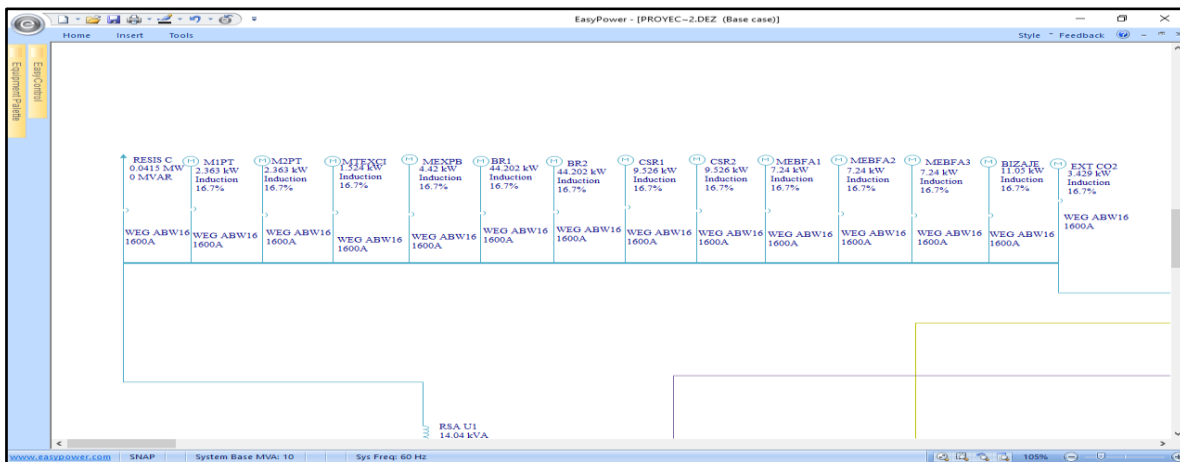 EasyPower - [PROYEC~2.DEZ (Base case)]
Home Insert Tools
Style Feedback
Equipment Palette
EasyControl
RESIS C
0.0415 MW
0 MVAR
WEG ABW16
1600A
M1PT
2.363 kW
Induction
16.7%
WEG ABW16
1600A
M2PT
2.363 kW
Induction
16.7%
WEG ABW16
1600A
MTEXCI
1.524 kW
Induction
16.7%
WEG ABW16
1600A
MEXPB
4.42 kW
Induction
16.7%
WEG ABW16
1600A
BR1
44.202 kW
Induction
16.7%
WEG ABW16
1600A
BR2
44.202 kW
Induction
16.7%
WEG ABW16
1600A
CSR1
9.526 kW
Induction
16.7%
WEG ABW16
1600A
CSR2
9.526 kW
Induction
16.7%
WEG ABW16
1600A
MEBFA1
7.24 kW
Induction
16.7%
WEG ABW16
1600A
MEBFA2
7.24 kW
Induction
16.7%
WEG ABW16
1600A
MEBFA3
7.24 kW
Induction
16.7%
WEG ABW16
1600A
BIZAJE
11.05 kW
Induction
16.7%
WEG ABW16
1600A
EXT CO2
3.429 kW
Induction
16.7%
WEG ABW16
1600A
RSA U1
14.04 kVA
www.easypower.com SNAP System Base MVA: 10 Sys Freq: 60 Hz 105%